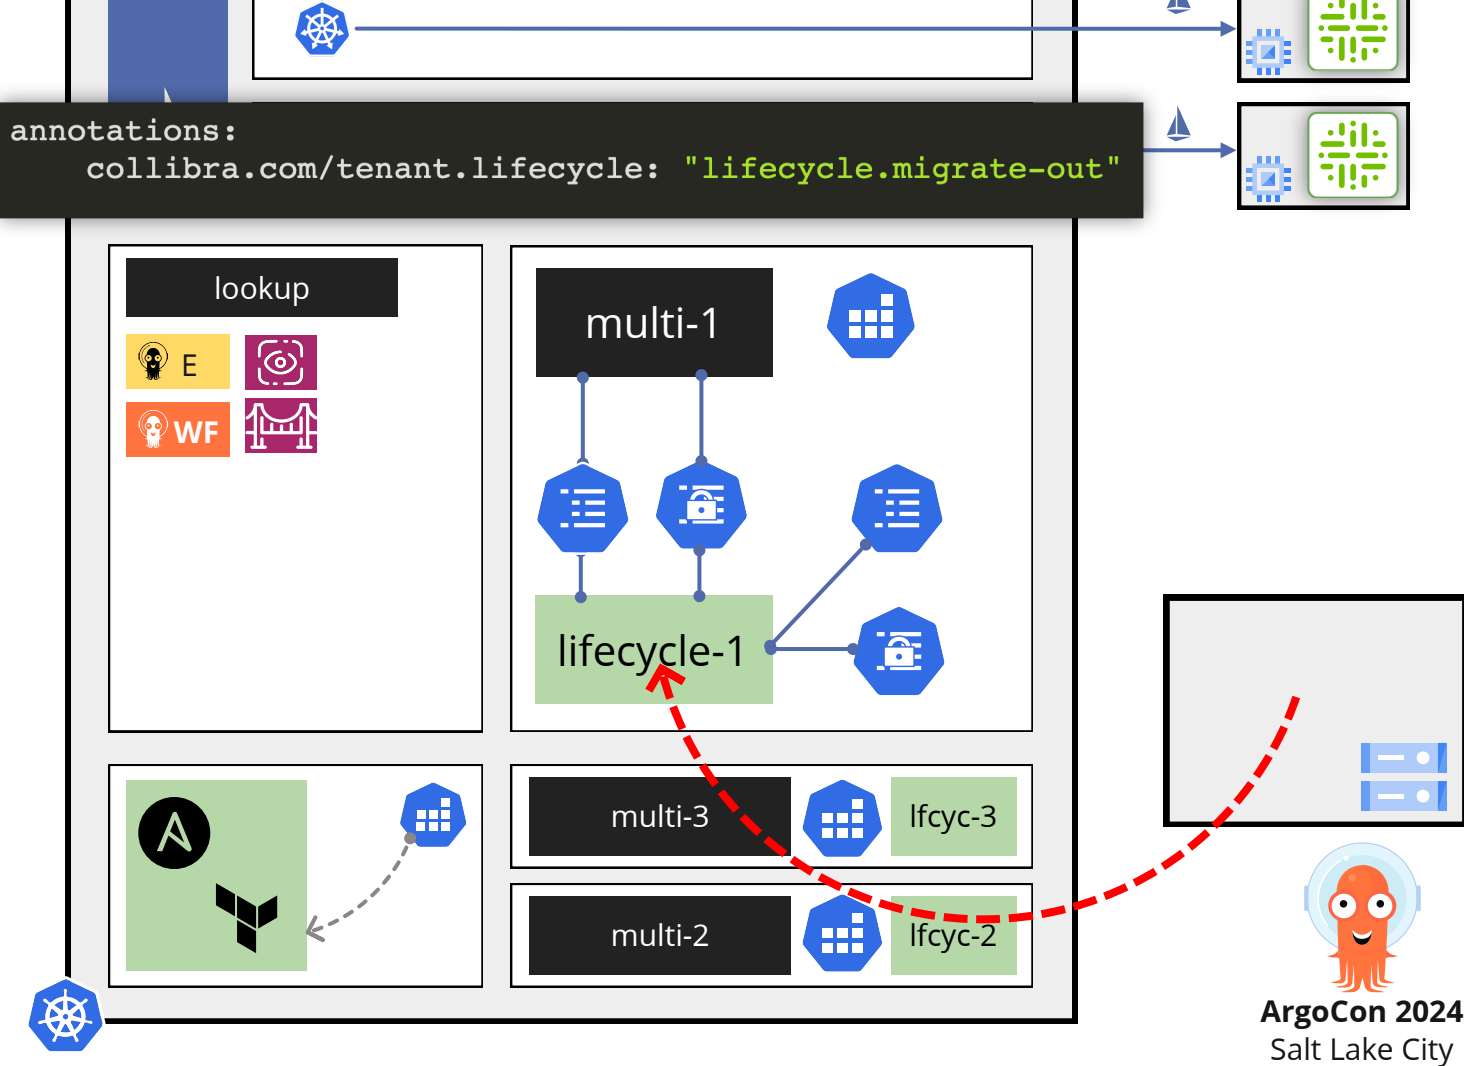 annotations:
collibra.com/tenant.lifecycle: "lifecycle.migrate-out"
lookup
E
WF
multi-1
lifecycle-1
multi-3
lfcyc-3
multi-2
lfcyc-2
ArgoCon 2024
Salt Lake City